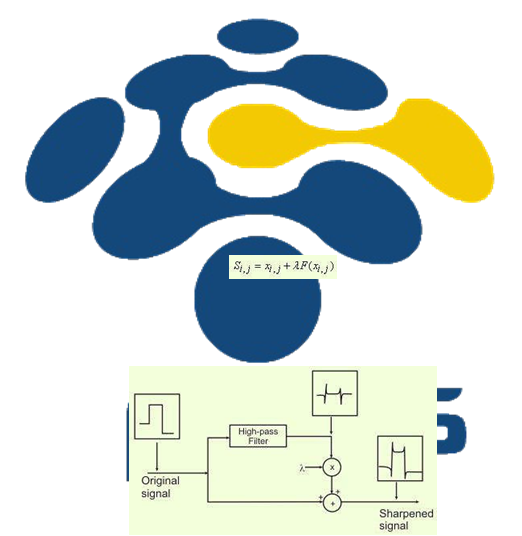 S_{i,j} = x_{i,j} + λF(x_{i,j})
High-pass
Filter
λ
x
Original
signal
+
+
+
Sharpened
signal